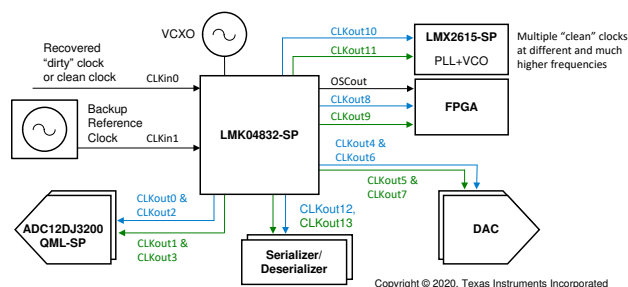 VCXO
CLKout10
CLKout11
LMX2615-SP
PLL+VCO
Multiple “clean” clocks
at different and much
higher frequencies
Recovered
“dirty” clock
or clean clock
CLKin0
OSCout
CLKout8
CLKout9
FPGA
Backup
Reference
Clock
CLKin1
LMK04832-SP
CLKout4 &
CLKout6
CLKout5 &
CLKout7
DAC
CLKout0 &
CLKout2
ADC12DJ3200
QML-SP
CLKout1 &
CLKout3
CLKout12,
CLKout13
Serializer/
Deserializer
Copyright © 2020, Texas Instruments Incorporated